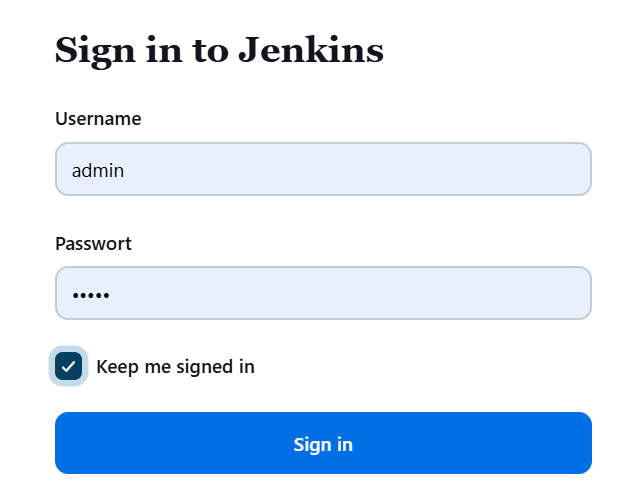 Sign in to Jenkins
Username
admin
Passwort
•••••
Keep me signed in
Sign in